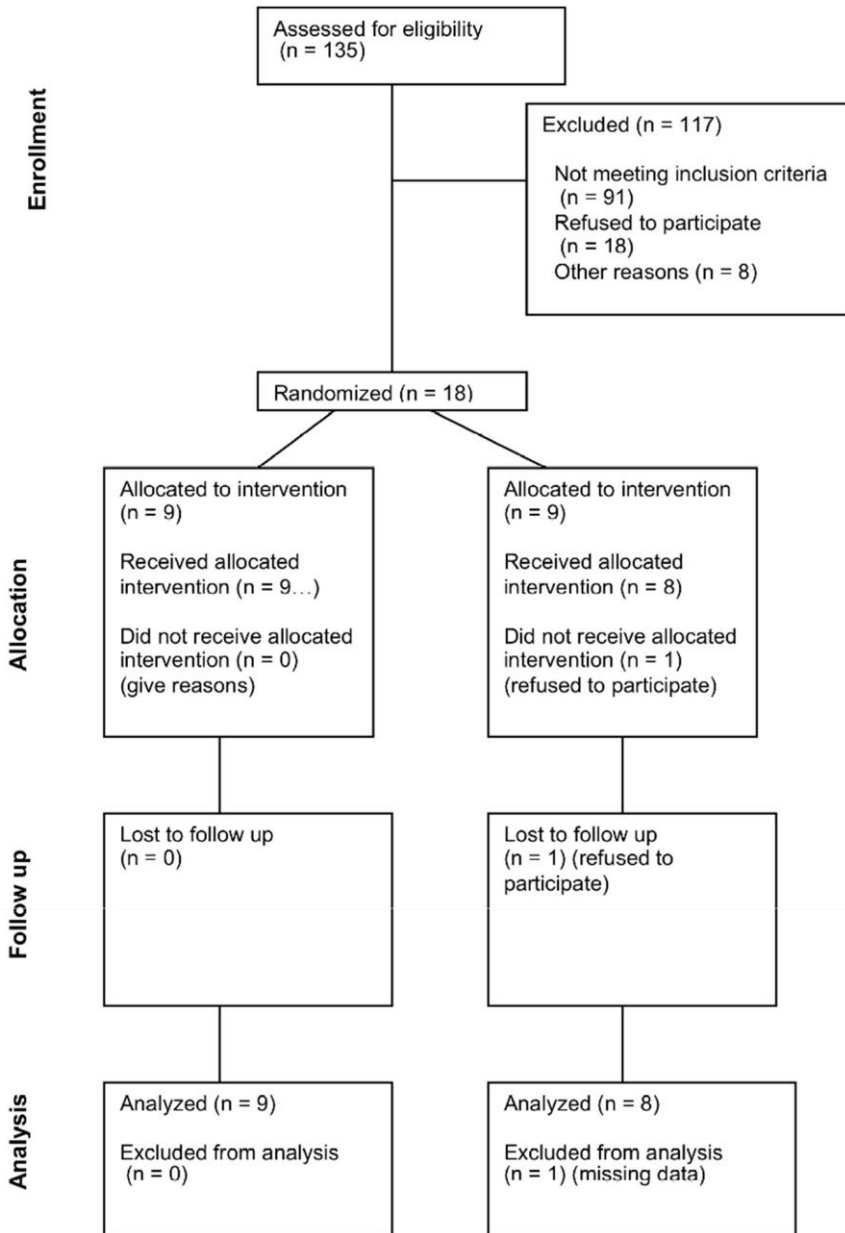 Assessed for eligibility
(n = 135)
Enrollment
Excluded (n = 117)
Not meeting inclusion criteria
(n = 91)
Refused to participate
(n = 18)
Other reasons (n = 8)
Randomized (n = 18)
Allocation
Allocated to intervention
(n = 9)
Received allocated
intervention (n = 9…)
Did not receive allocated
intervention (n = 0)
(give reasons)
Allocated to intervention
(n = 9)
Received allocated
intervention (n = 8)
Did not receive allocated
intervention (n = 1)
(refused to participate)
Follow up
Lost to follow up
(n = 0)
Lost to follow up
(n = 1) (refused to
participate)
Analysis
Analyzed (n = 9)
Excluded from analysis
(n = 0)
Analyzed (n = 8)
Excluded from analysis
(n = 1) (missing data)